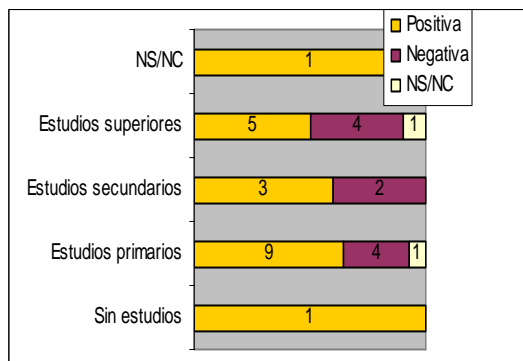 Positiva
Negativa
NS/NC
NS/NC
1
Estudios superiores
5 4 1
Estudios secundarios
3 2
Estudios primarios
9 4 1
Sin estudios
1